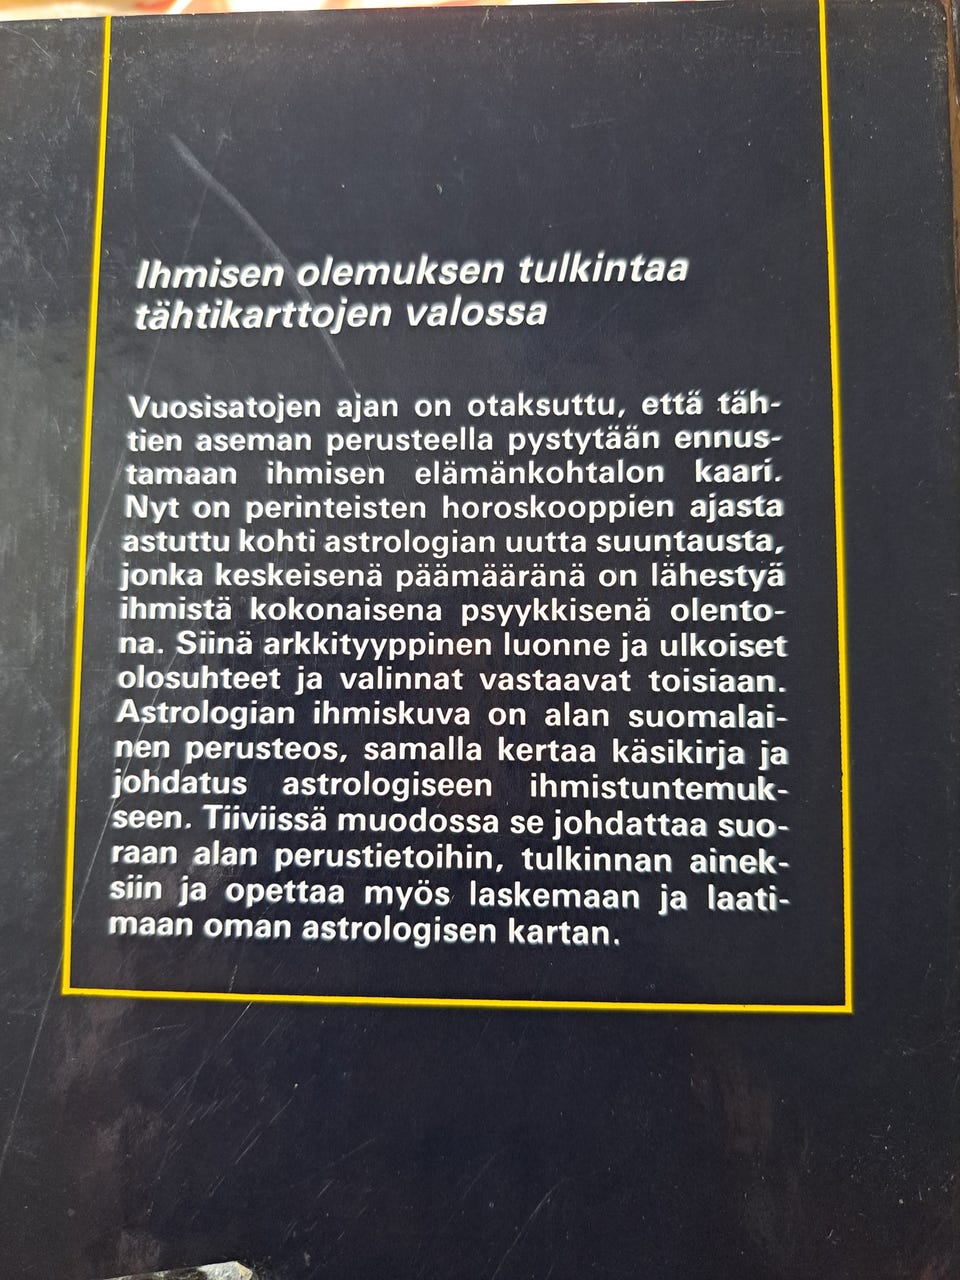 Ihmisen olemuksen tulkintaa
tähtikarttojen valossa
Vuosisatojen ajan on otaksuttu, että täh-
tien aseman perusteella pystytään ennus-
tamaan ihmisen elämänkohtalon kaari.
Nyt on perinteisten horoskooppien ajasta
astuttu kohti astrologian uutta suuntausta,
jonka keskeisenä päämääränä on lähestyä
ihmistä kokonaisena psyykkisenä olento-
na. Siinä arkkityyppinen luonne ja ulkoiset
olosuhteet ja valinnat vastaavat toisiaan.
Astrologian ihmiskuva on alan suomalai-
nen perusteos, samalla kertaa käsikirja ja
johdatus astrologiseen ihmistuntemuk-
seen. Tiiviissä muodossa se johdattaa suo-
raan alan perustietoihin, tulkinnan ainek-
siin ja opettaa myös laskemaan ja laati-
maan oman astrologisen kartan.